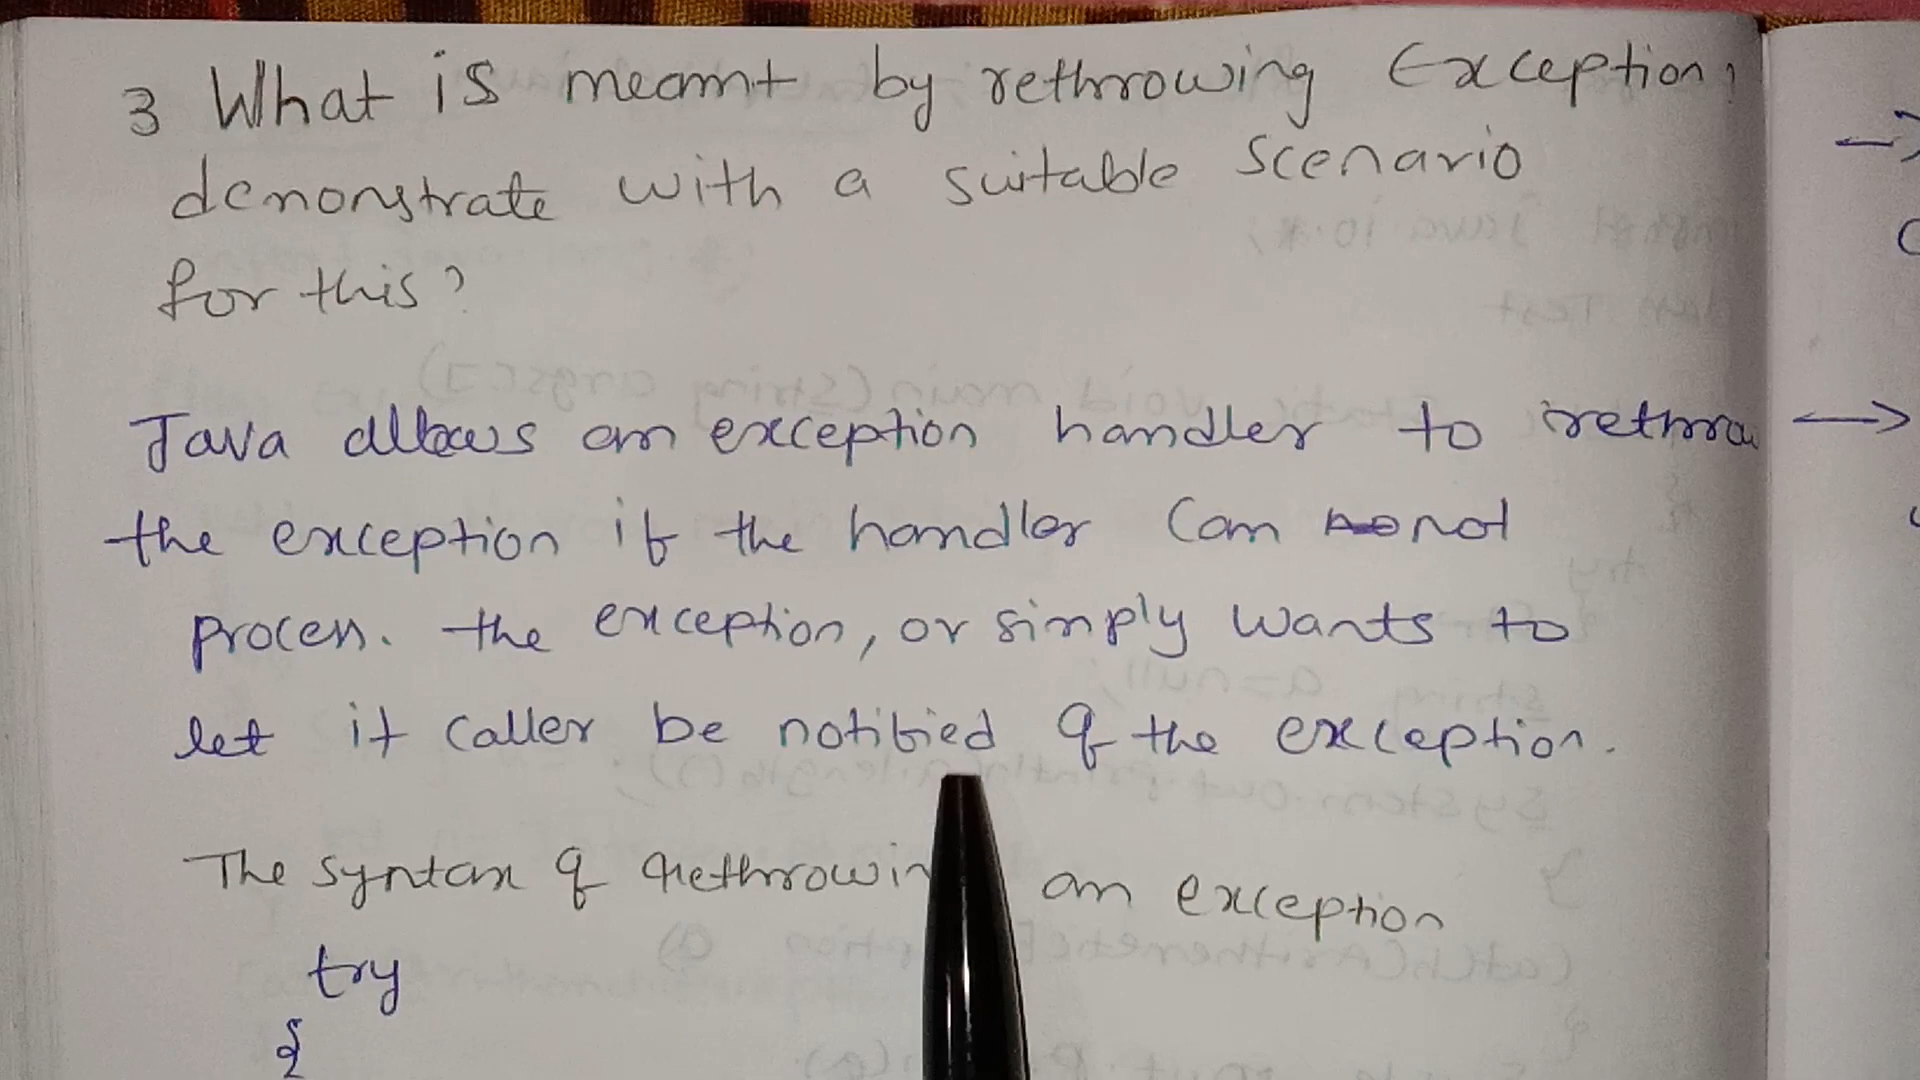 3 What is meant by rethrowing Exception,
demonstrate with a suitable scenario
for this?
Java allows an exception handler to rethrow
the exception if the handler can not
process. the exception, or simply wants to
let it caller be notified of the exception.
The syntax of rethrowing an exception
try
{